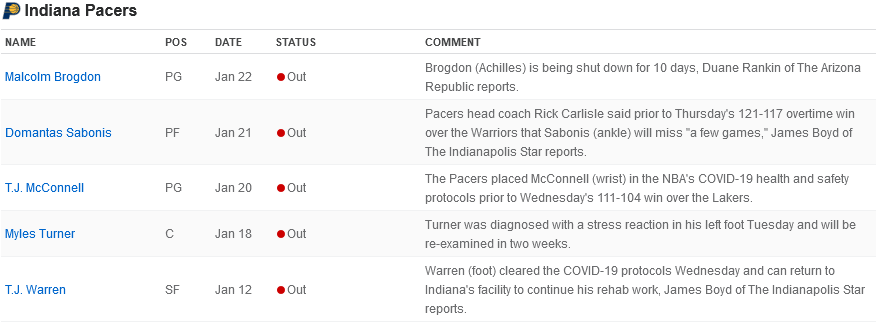 Indiana Pacers
NAME POS DATE STATUS COMMENT
Malcolm Brogdon PG Jan 22 Out Brogdon (Achilles) is being shut down for 10 days, Duane Rankin of The Arizona
Republic reports.
Domantas Sabonis PF Jan 21 Out Pacers head coach Rick Carlisle said prior to Thursday's 121-117 overtime win
over the Warriors that Sabonis (ankle) will miss "a few games," James Boyd of
The Indianapolis Star reports.
T.J. McConnell PG Jan 20 Out The Pacers placed McConnell (wrist) in the NBA's COVID-19 health and safety
protocols prior to Wednesday's 111-104 win over the Lakers.
Myles Turner C Jan 18 Out Turner was diagnosed with a stress reaction in his left foot Tuesday and will be
re-examined in two weeks.
T.J. Warren SF Jan 12 Out Warren (foot) cleared the COVID-19 protocols Wednesday and can return to
Indiana's facility to continue his rehab work, James Boyd of The Indianapolis Star
reports.